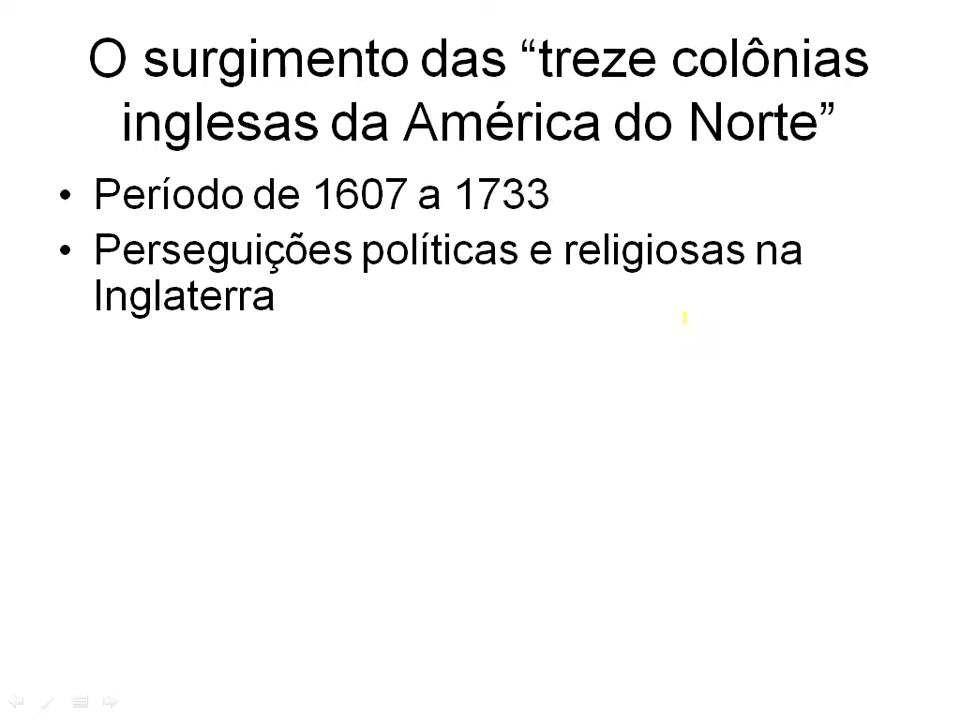 O surgimento das “treze colônias
inglesas da América do Norte”
• Período de 1607 a 1733
• Perseguições políticas e religiosas na
Inglaterra